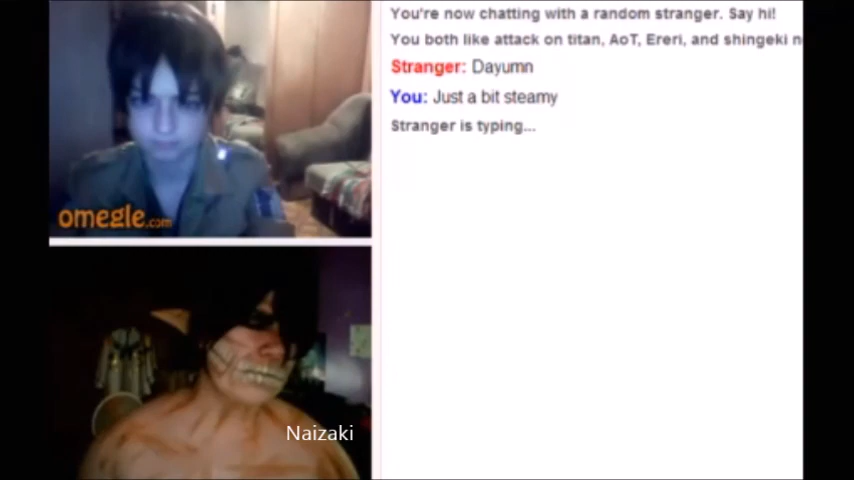 You're now chatting with a random stranger. Say hi!
You both like attack on titan, AoT, Ereri, and shingeki n
Stranger: Dayumn
You: Just a bit steamy
Stranger is typing...
omegle.com
Naizaki